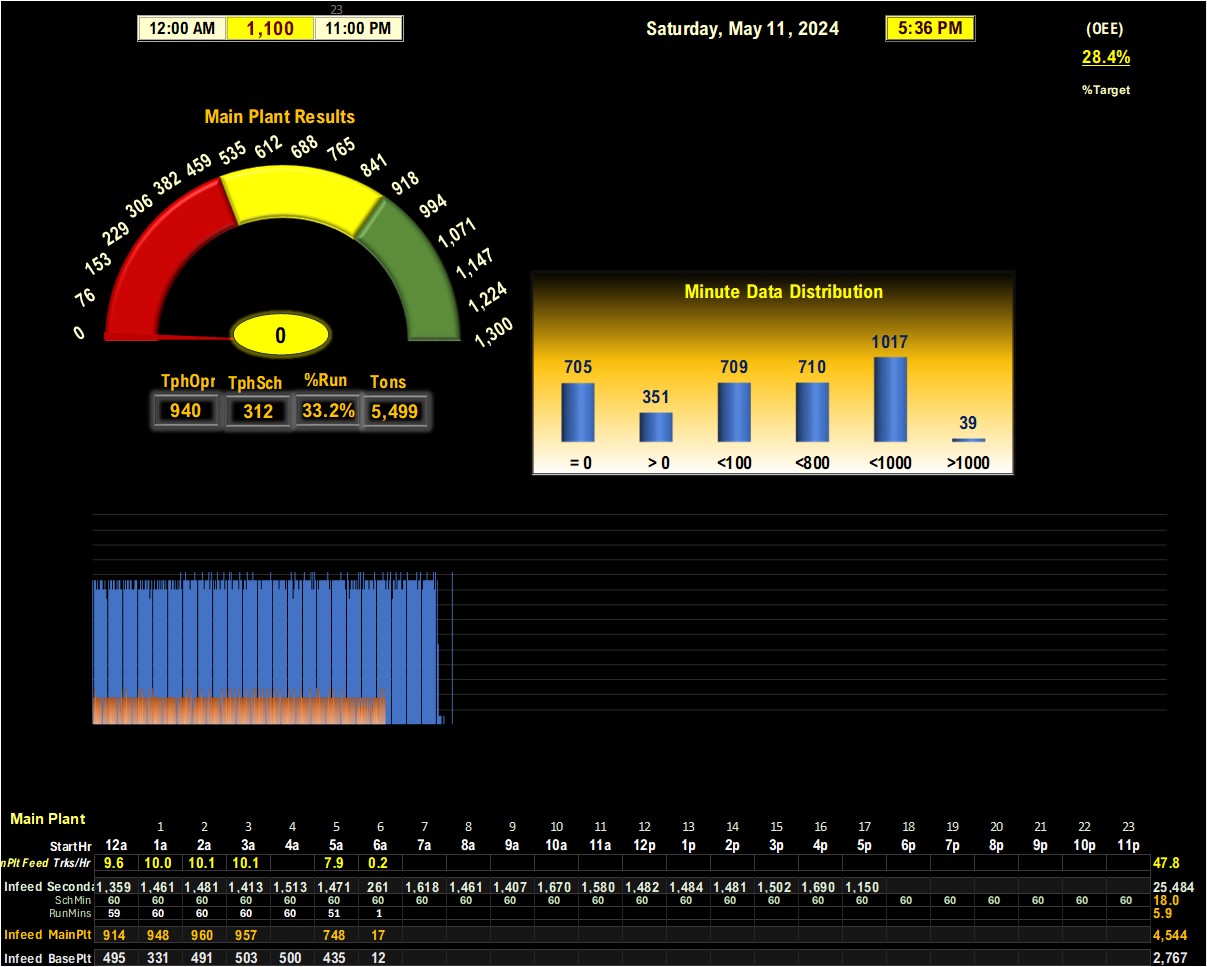 23
12:00 AM 1,100 11:00 PM
Saturday, May 11, 2024 5:36 PM (OEE)
28.4%
%Target
Main Plant Results
0 76 153 229 306 382 459 535 612 688 765 841 918 994 1,071 1,147 1,224 1,300
0
TphOpr TphSch %Run Tons
940 312 33.2% 5,499
Minute Data Distribution
705 351 709 710 1017 39
= 0 > 0 <100 <800 <1000 >1000
Main Plant
1 2 3 4 5 6 7 8 9 10 11 12 13 14 15 16 17 18 19 20 21 22 23
StartHr 12a 1a 2a 3a 4a 5a 6a 7a 8a 9a 10a 11a 12p 1p 2p 3p 4p 5p 6p 7p 8p 9p 10p 11p
nPlt Feed Trks/Hr 9.6 10.0 10.1 10.1 7.9 0.2 47.8
Infeed Seconda 1,359 1,461 1,481 1,413 1,513 1,471 261 1,618 1,461 1,407 1,670 1,580 1,482 1,484 1,481 1,502 1,690 1,150 25,484
SchMin 60 60 60 60 60 60 60 60 60 60 60 60 60 60 60 60 60 60 60 60 60 60 60 60 18.0
RunMins 59 60 60 60 60 51 1 5.9
Infeed MainPlt 914 948 960 957 748 17 4,544
Infeed BasePlt 495 331 491 503 500 435 12 2,767